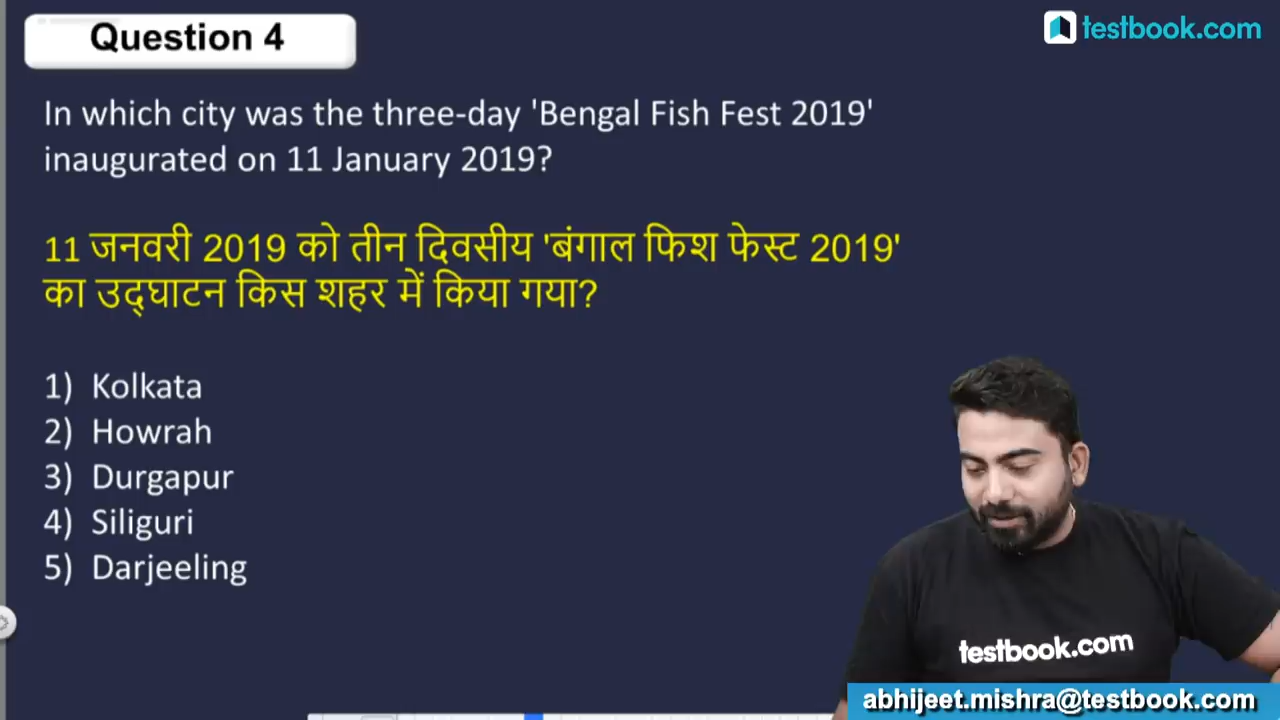 Question 4
testbook.com
In which city was the three-day 'Bengal Fish Fest 2019'
inaugurated on 11 January 2019?
11 जनवरी 2019 को तीन दिवसीय 'बंगाल फिश फेस्ट 2019'
का उद्घाटन किस शहर में किया गया?
1) Kolkata
2) Howrah
3) Durgapur
4) Siliguri
5) Darjeeling
testbook.com
abhijeet.mishra@testbook.com